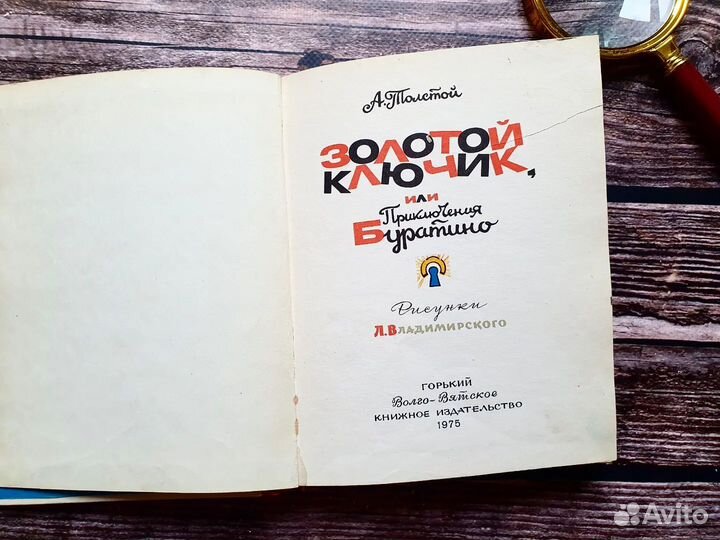 А.Толстой
ЗОЛОТОЙ
КЛЮЧИК,
или
Приключения
Буратино
Рисунки
Л.Владимирского
ГОРЬКИЙ
Волго-Вятское
КНИЖНОЕ ИЗДАТЕЛЬСТВО
1975
Avito